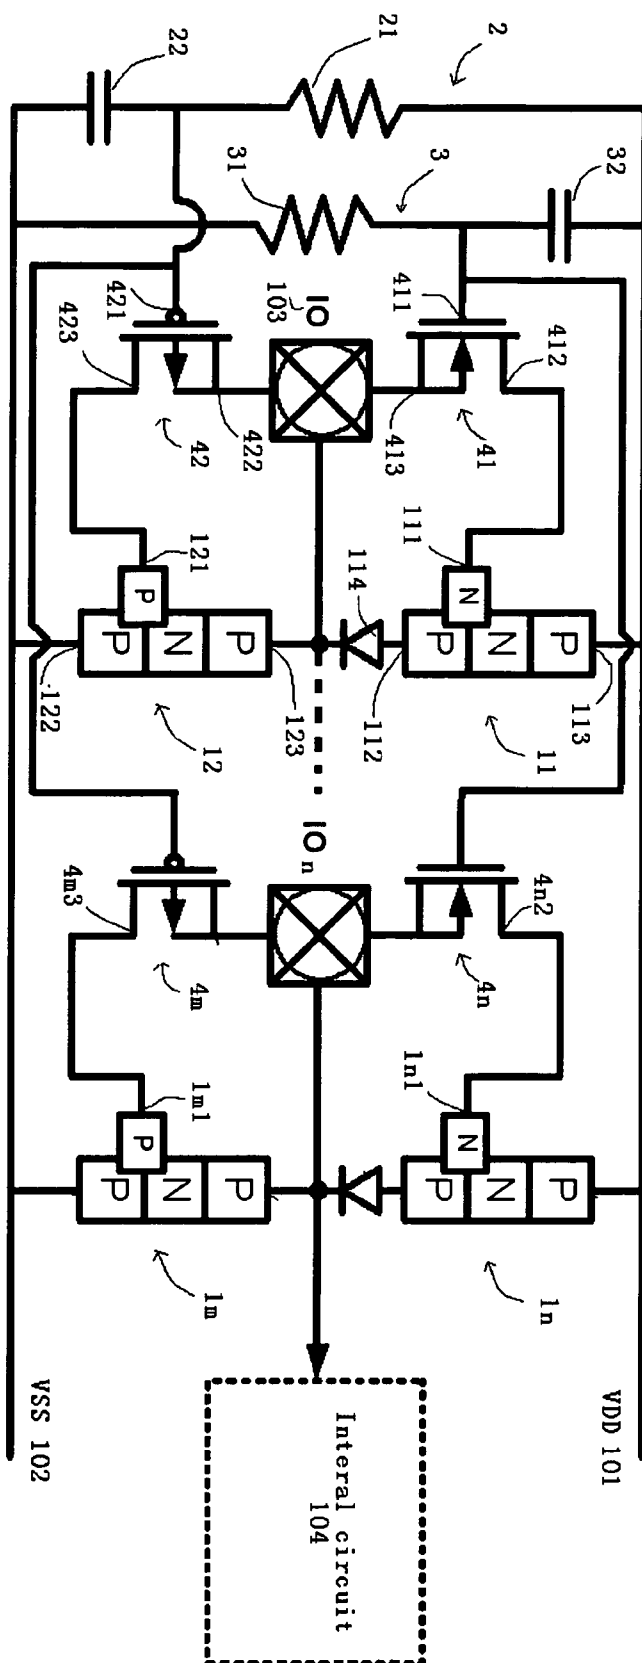 VDD 101
32
113
412
11
1n
4n2
P
P
2
41
N
4n
N
N
N
3
411
111
P
1n1
P
413
112
21
114
IO
103
IO n
Interal circuit
104
31
123
422
P
P
42
12
4m
1m
22
421
121
N
1m1
N
P
P
423
P
4m3
P
122
VSS 102